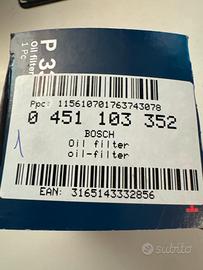 P 33
Oil filter
1 Pc.
Ppc: 115610701763743078
0 451 103 352
BOSCH
Oil filter
oil-filter
1
EAN: 3165143332856
subito